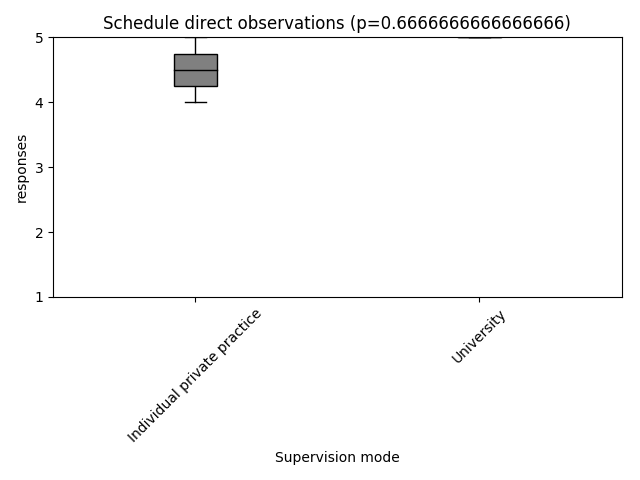 Schedule direct observations (p=0.6666666666666666)
5
4
3
2
1
responses
Individual private practice
University
Supervision mode